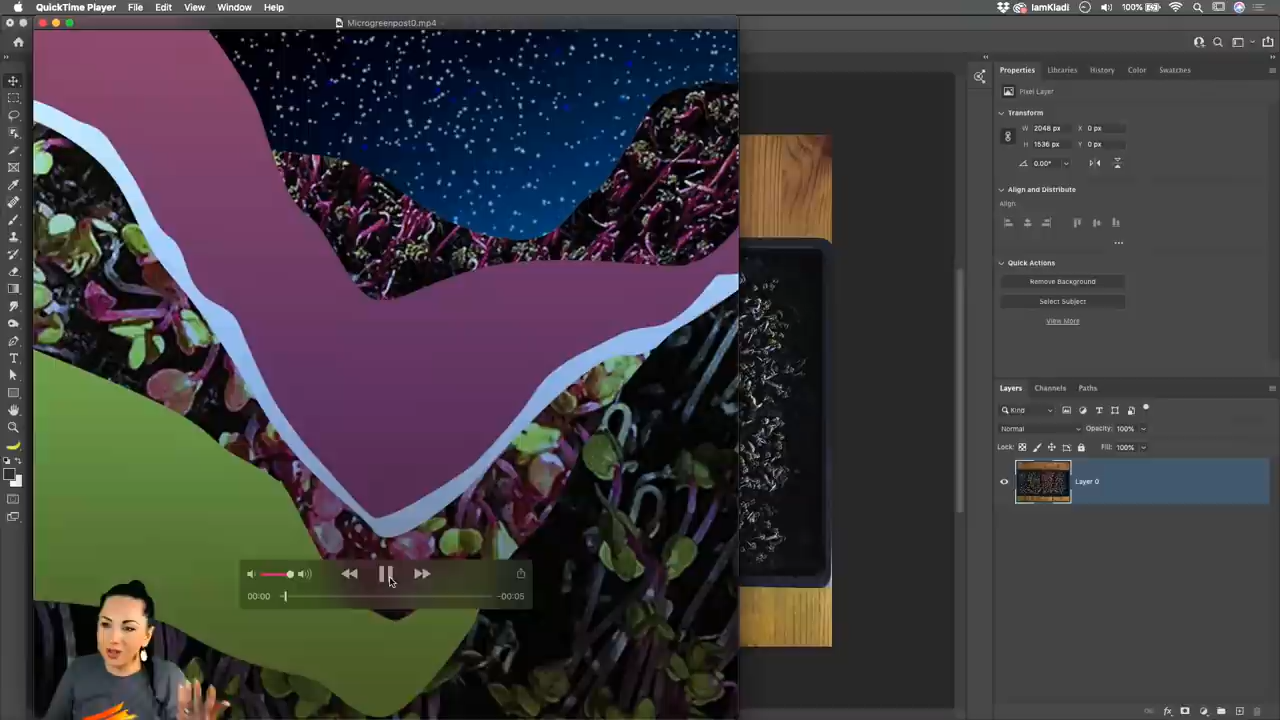 QuickTime Player File Edit View Window Help IamKladi 100%
Microgreenpost0.mp4
Properties Libraries History Color Swatches
Pixel Layer
Transform
W 2048 px X 0 px
H 1536 px Y 0 px
0.00°
Align and Distribute
Align:
Quick Actions
Remove Background
Select Subject
View More
Layers Channels Paths
Kind
Normal Opacity: 100%
Lock: Fill: 100%
Layer 0
00:00 -00:05